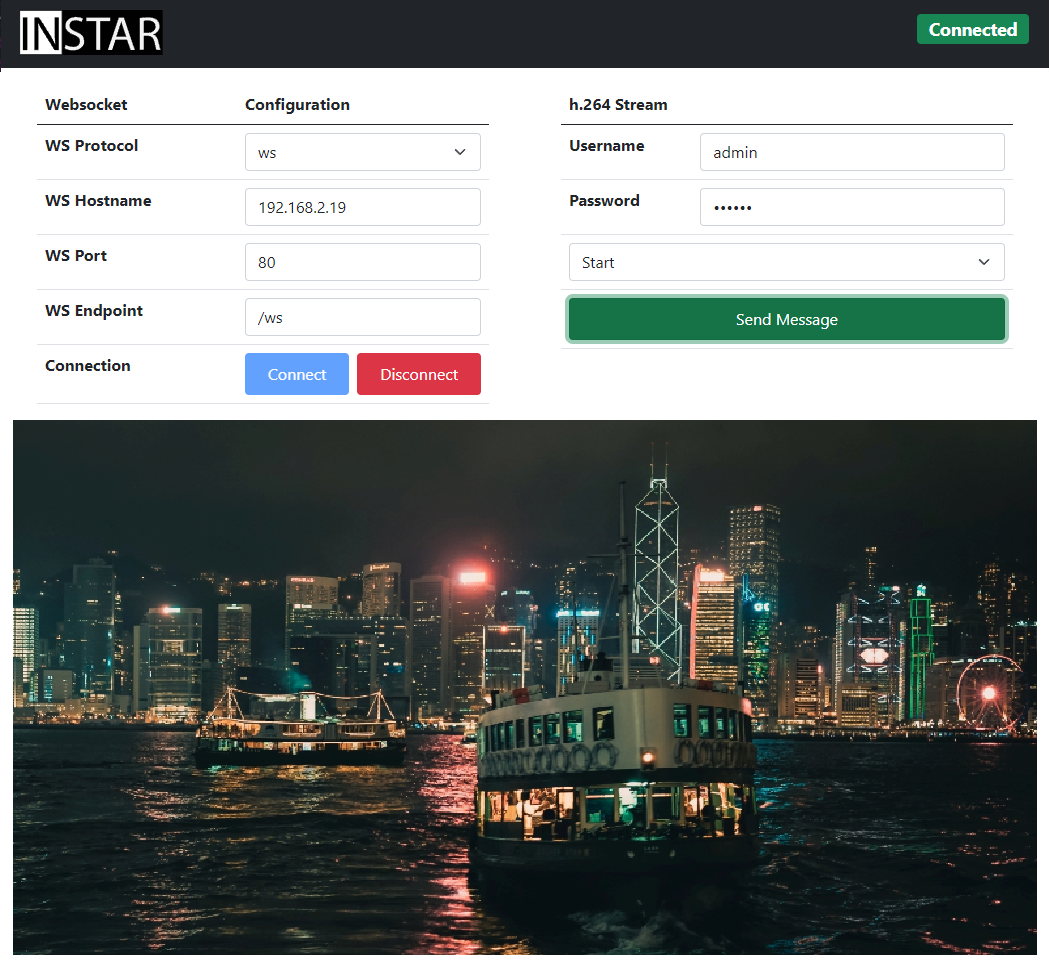 INSTAR
Connected
Websocket Configuration
WS Protocol ws
WS Hostname 192.168.2.19
WS Port 80
WS Endpoint /ws
Connection Connect Disconnect
h.264 Stream
Username admin
Password ••••••
Start
Send Message